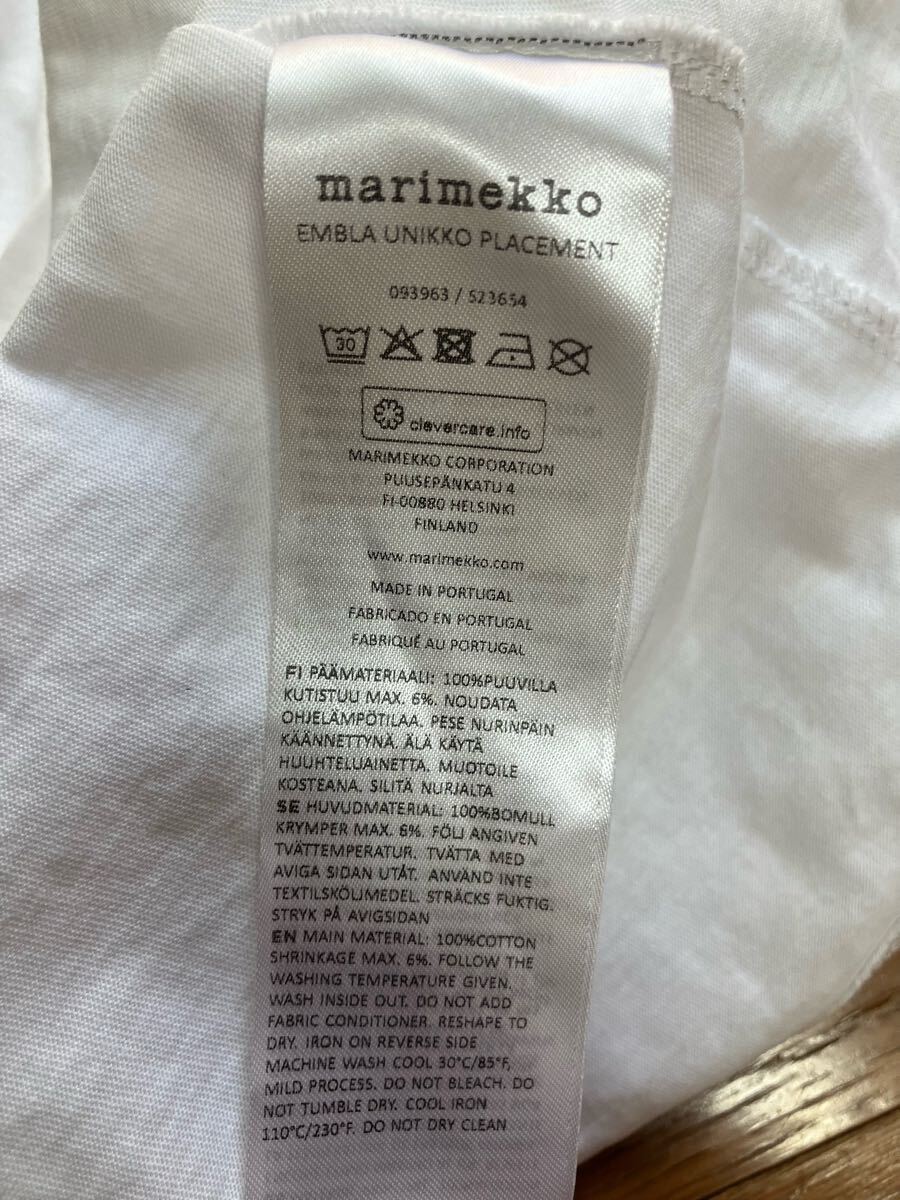 marimekko
EMBLA UNIKKO PLACEMENT
093963 / 523654
30
clevercare.info
MARIMEKKO CORPORATION
PUUSEPÄNKATU 4
FI-00880 HELSINKI
FINLAND
www.marimekko.com
MADE IN PORTUGAL
FABRICADO EN PORTUGAL
FABRIQUÉ AU PORTUGAL
FI PÄÄMATERIAALI: 100%PUUVILLA
KUTISTUU MAX. 6%. NOUDATA
OHJELÄMPÖTILAA. PESE NURINPÄIN
KÄÄNNETTYNÄ. ÄLÄ KÄYTÄ
HUUHTELUAINETTA. MUOTOILE
KOSTEANA. SILITÄ NURJALTA
SE HUVUDMATERIAL: 100%BOMULL
KRYMPER MAX. 6%. FÖLJ ANGIVEN
TVÄTTEMPERATUR. TVÄTTA MED
AVIGA SIDAN UTÅT. ANVÄND INTE
TEXTILSKÖLJMEDEL. STRÄCKS FUKTIG.
STRYK PÅ AVIGSIDAN
EN MAIN MATERIAL: 100%COTTON
SHRINKAGE MAX. 6%. FOLLOW THE
WASHING TEMPERATURE GIVEN.
WASH INSIDE OUT. DO NOT ADD
FABRIC CONDITIONER. RESHAPE TO
DRY. IRON ON REVERSE SIDE
MACHINE WASH COOL 30°C/85°F,
MILD PROCESS. DO NOT BLEACH. DO
NOT TUMBLE DRY. COOL IRON
110°C/230°F. DO NOT DRY CLEAN